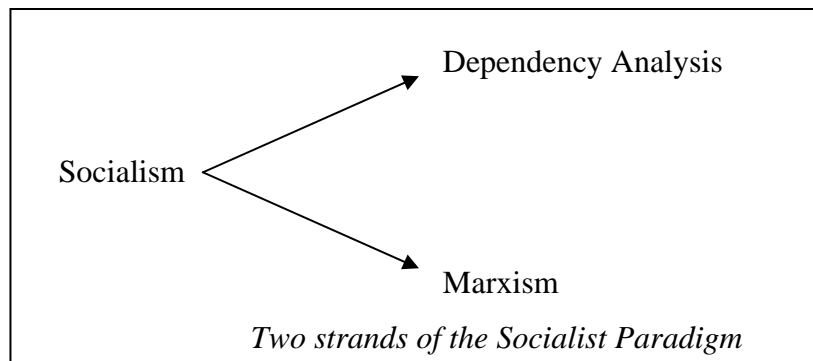 Dependency Analysis
Socialism
Marxism
Two strands of the Socialist Paradigm